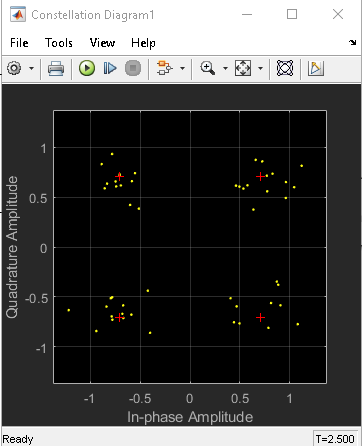 Constellation Diagram1
File Tools View Help
1
0.5
0
-0.5
-1
Quadrature Amplitude
-1 -0.5 0 0.5 1
In-phase Amplitude
Ready T=2.500